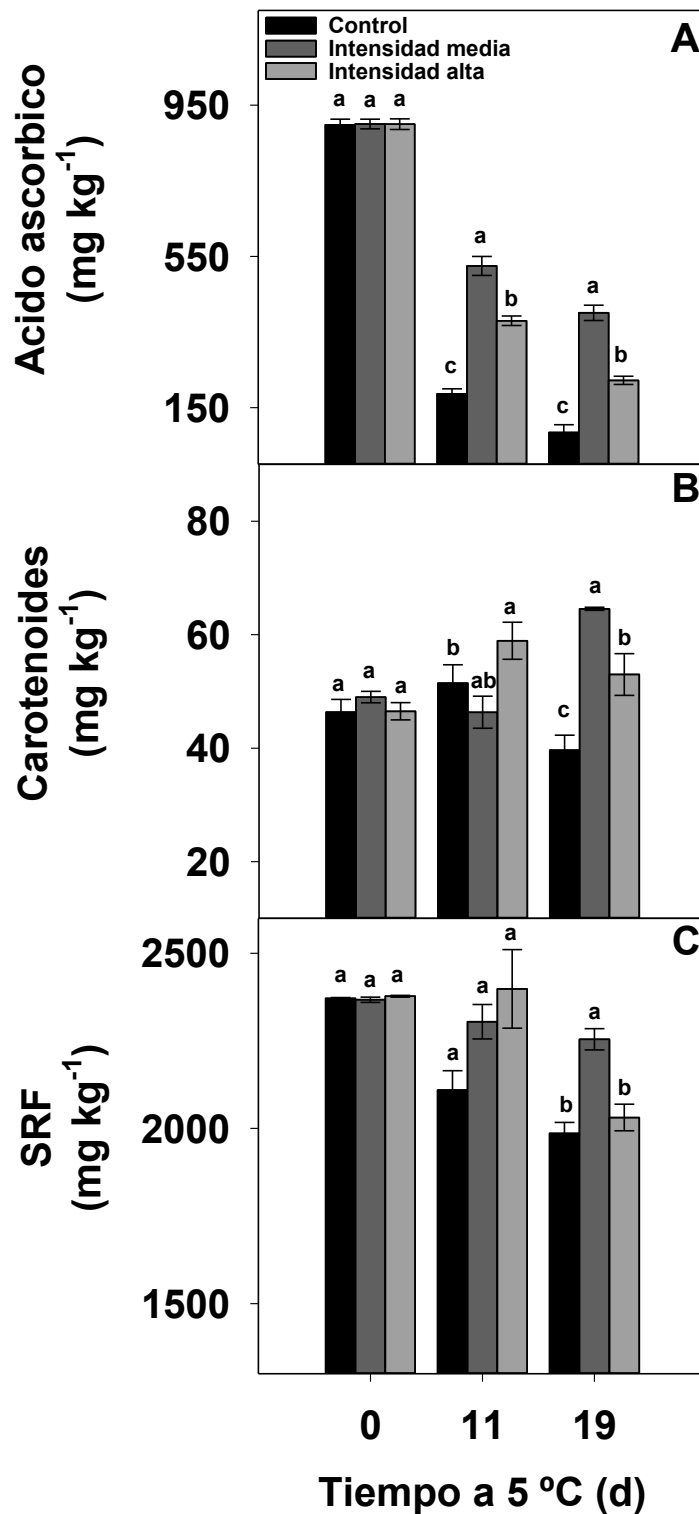 Control
Intensidad media
Intensidad alta
A
Acido ascorbico
(mg kg-1)
950
550
150
a a a
c a b
c a b
B
Carotenoides
(mg kg-1)
80
60
40
20
a a a
b ab a
c a b
C
SRF
(mg kg-1)
2500
2000
1500
a a a
a a a
b a b
0 11 19
Tiempo a 5 ºC (d)